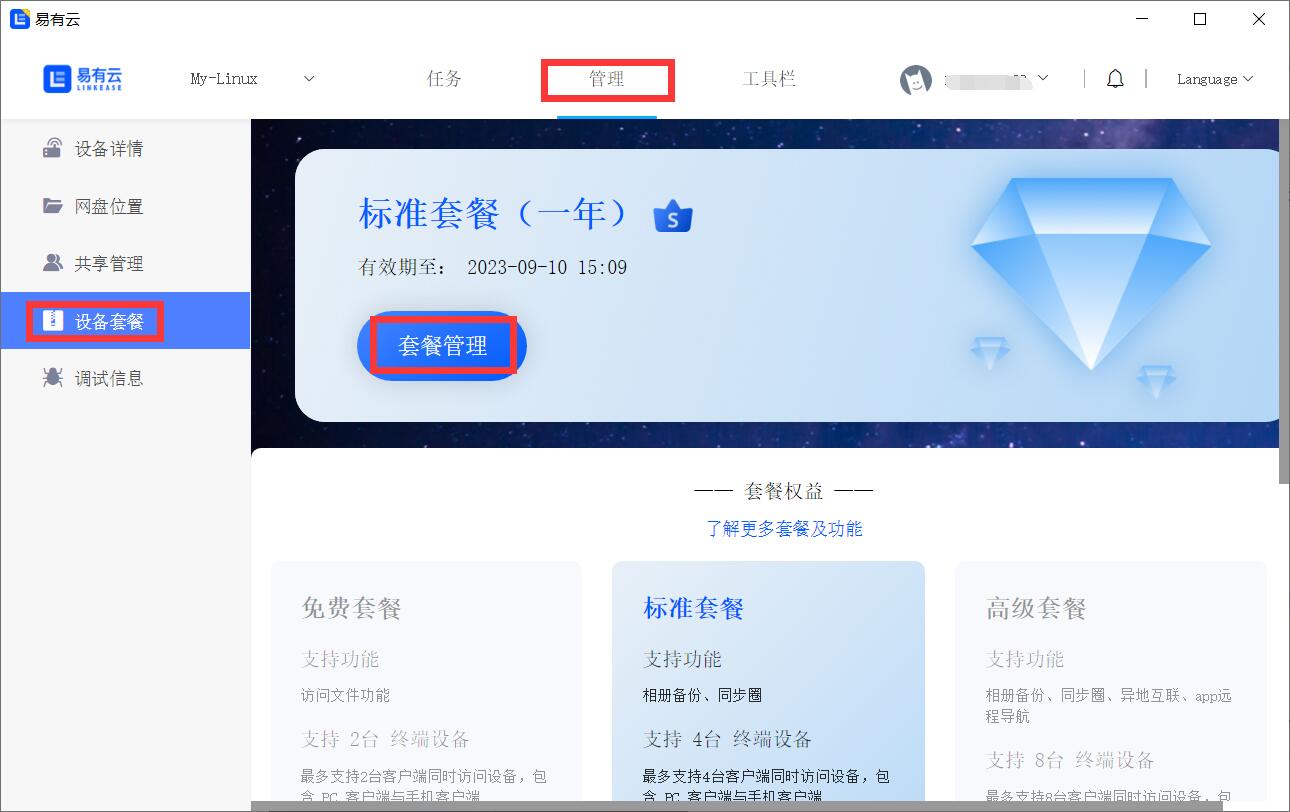 易有云
易有云
LINKEASE
My-Linux
任务
管理
工具栏
Language
设备详情
网盘位置
共享管理
设备套餐
调试信息
标准套餐（一年）
S
有效期至： 2023-09-10 15:09
套餐管理
—— 套餐权益 ——
了解更多套餐及功能
免费套餐
支持功能
访问文件功能
支持 2台 终端设备
最多支持2台客户端同时访问设备，包
含 PC 客户端与手机客户端
标准套餐
支持功能
相册备份、同步圈
支持 4台 终端设备
最多支持4台客户端同时访问设备，包
含 PC 客户端与手机客户端
高级套餐
支持功能
相册备份、同步圈、异地互联、app远
程导航
支持 8台 终端设备
最多支持8台客户端同时访问设备，包